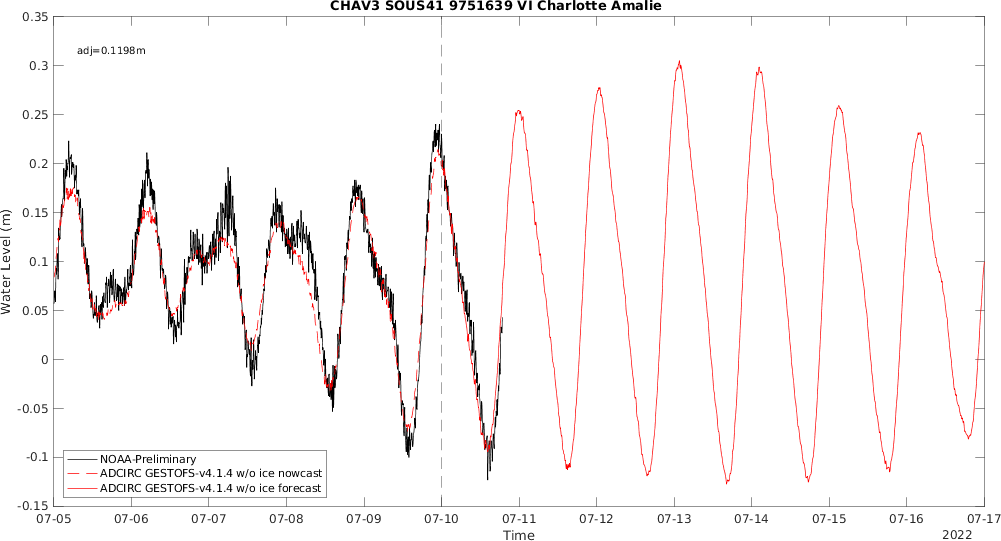 CHAV3 SOUS41 9751639 VI Charlotte Amalie
0.35
0.3
0.25
0.2
0.15
0.1
0.05
0
-0.05
-0.1
-0.15
Water Level (m)
adj=0.1198m
NOAA-Preliminary
ADCIRC GESTOFS-v4.1.4 w/o ice nowcast
ADCIRC GESTOFS-v4.1.4 w/o ice forecast
07-05 07-06 07-07 07-08 07-09 07-10 07-11 07-12 07-13 07-14 07-15 07-16 07-17
Time
2022